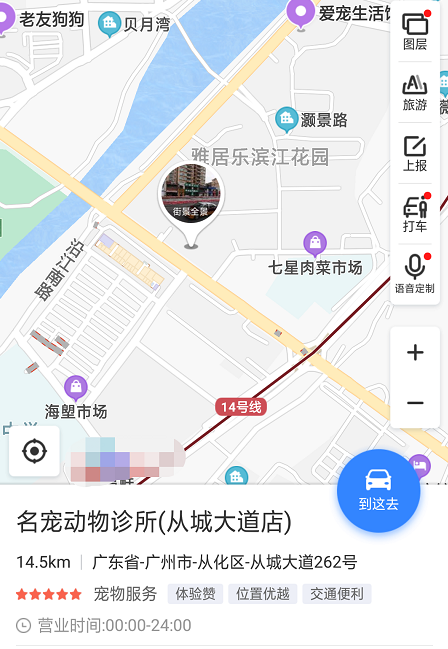 老友狗狗
贝月湾
爱宠生活
图层
旅游
灏景路
上报
雅居乐滨江花园
街景全景
打车
七星肉菜市场
语音定制
沿江南路
+
14号线
−
海塱市场
到这去
名宠动物诊所(从城大道店)
14.5km 广东省-广州市-从化区-从城大道262号
宠物服务 体验赞 位置优越 交通便利
营业时间:00:00-24:00